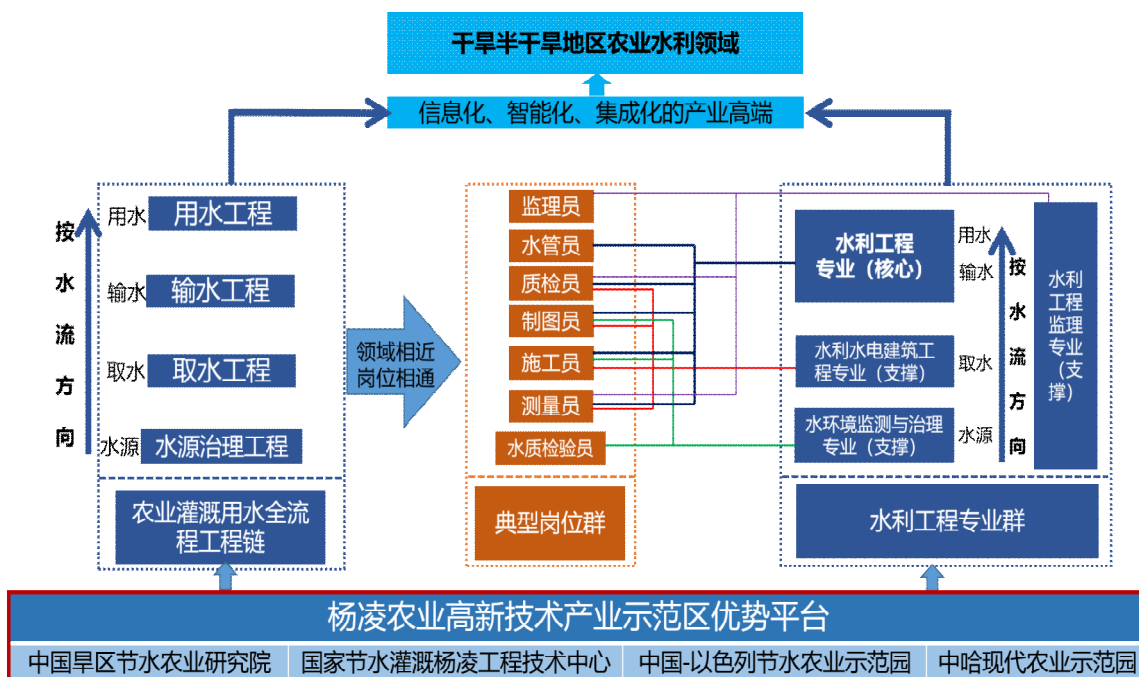 干旱半干旱地区农业水利领域
信息化、智能化、集成化的产业高端
按水流方向
用水
用水工程
输水
输水工程
取水
取水工程
水源
水源治理工程
农业灌溉用水全流
程工程链
领域相近
岗位相通
监理员
水管员
质检员
制图员
施工员
测量员
水质检验员
典型岗位群
水利工程
专业（核心）
水利水电建筑工
程专业（支撑）
水环境监测与治理
专业（支撑）
用水
输水
取水
水源
按水流方向
水利
工程
监理
专业
（支
撑）
水利工程专业群
杨凌农业高新技术产业示范区优势平台
中国旱区节水农业研究院
国家节水灌溉杨凌工程技术中心
中国-以色列节水农业示范园
中哈现代农业示范园